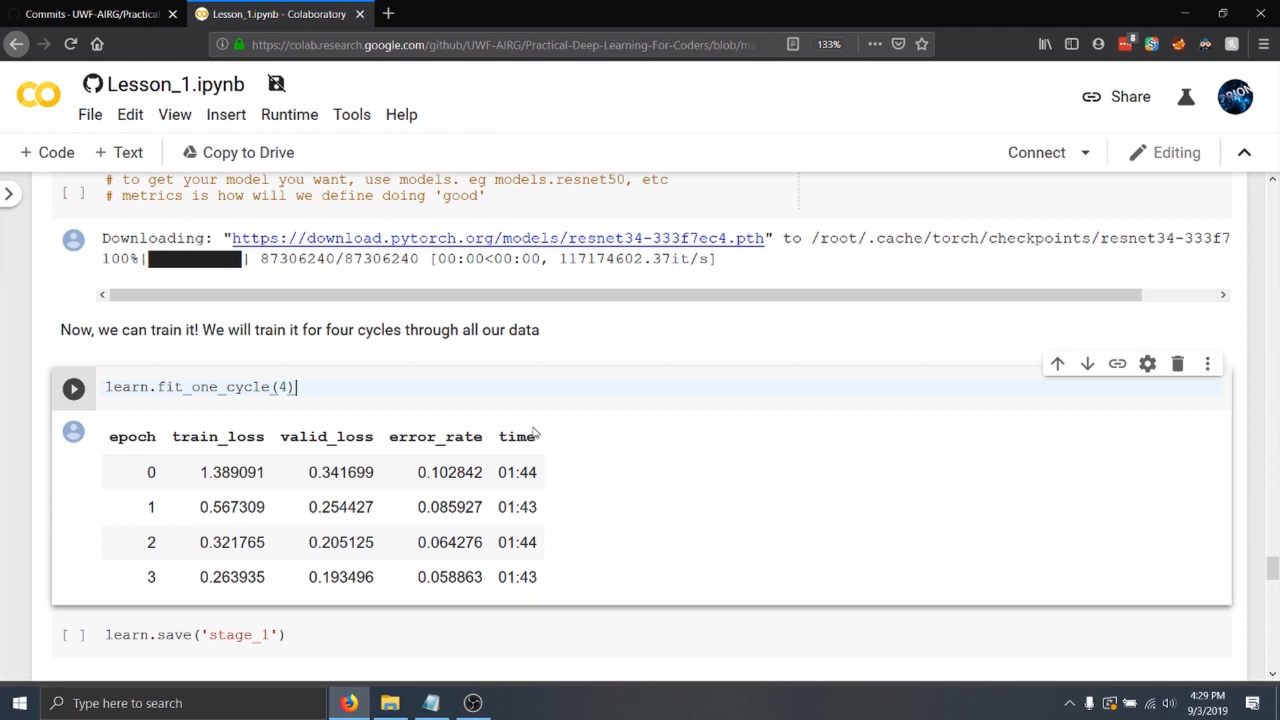 Commits - UWF-AIRG/Practical
Lesson_1.ipynb - Colaboratory
https://colab.research.google.com/github/UWF-AIRG/Practical-Deep-Learning-For-Coders/blob/ma
133%
8
CO
Lesson_1.ipynb
Share
File Edit View Insert Runtime Tools Help
+ Code + Text Copy to Drive Connect Editing
# to get your model you want, use models. eg models.resnet50, etc
[ ] # metrics is how will we define doing 'good'
Downloading: "https://download.pytorch.org/models/resnet34-333f7ec4.pth" to /root/.cache/torch/checkpoints/resnet34-333f7
100%| | 87306240/87306240 [00:00<00:00, 117174602.37it/s]
Now, we can train it! We will train it for four cycles through all our data
learn.fit_one_cycle(4)
epoch train_loss valid_loss error_rate time
0 1.389091 0.341699 0.102842 01:44
1 0.567309 0.254427 0.085927 01:43
2 0.321765 0.205125 0.064276 01:44
3 0.263935 0.193496 0.058863 01:43
[ ] learn.save('stage_1')
Type here to search
4:29 PM
9/3/2019